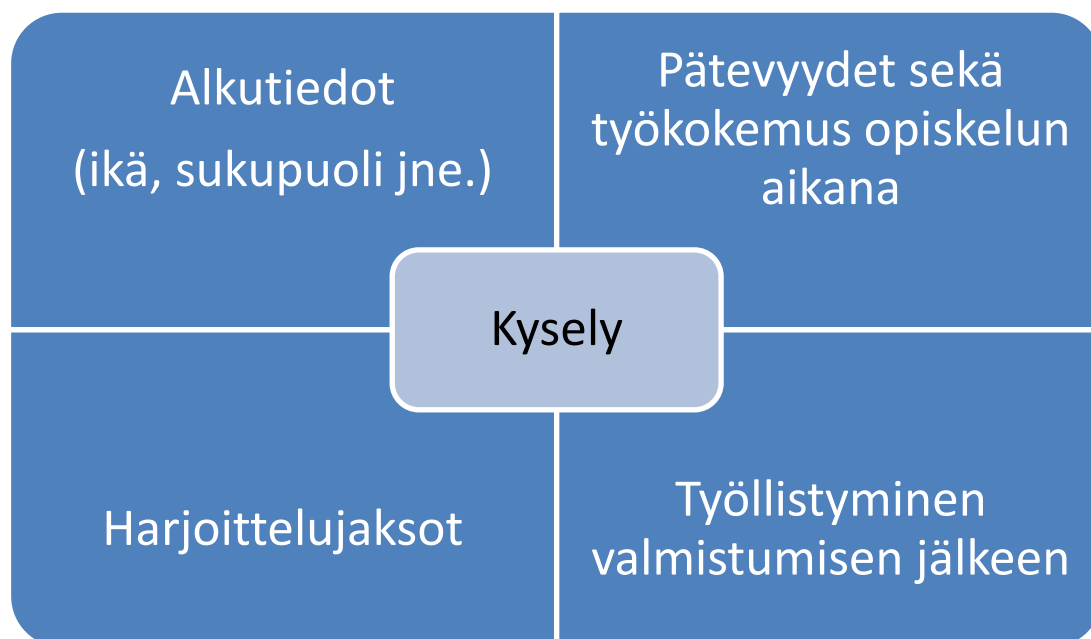 Alkutiedot
(ikä, sukupuoli jne.)
Pätevyydet sekä
työkokemus opiskelun
aikana
Kysely
Harjoittelujaksot
Työllistyminen
valmistumisen jälkeen